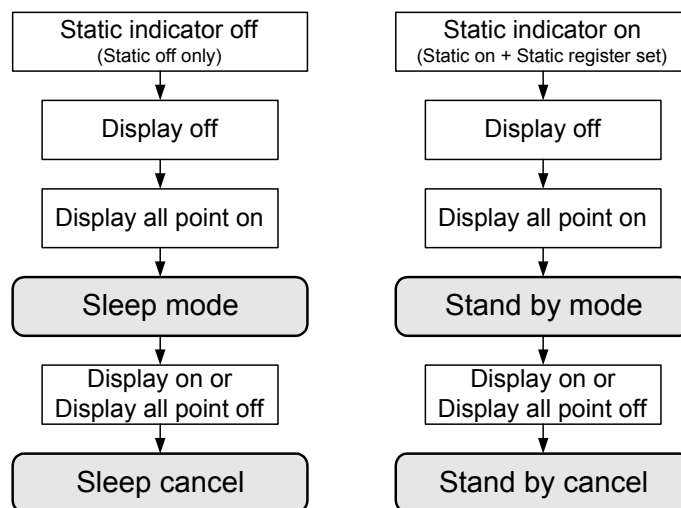 Static indicator off
(Static off only)
Display off
Display all point on
Sleep mode
Display on or
Display all point off
Sleep cancel
Static indicator on
(Static on + Static register set)
Display off
Display all point on
Stand by mode
Display on or
Display all point off
Stand by cancel